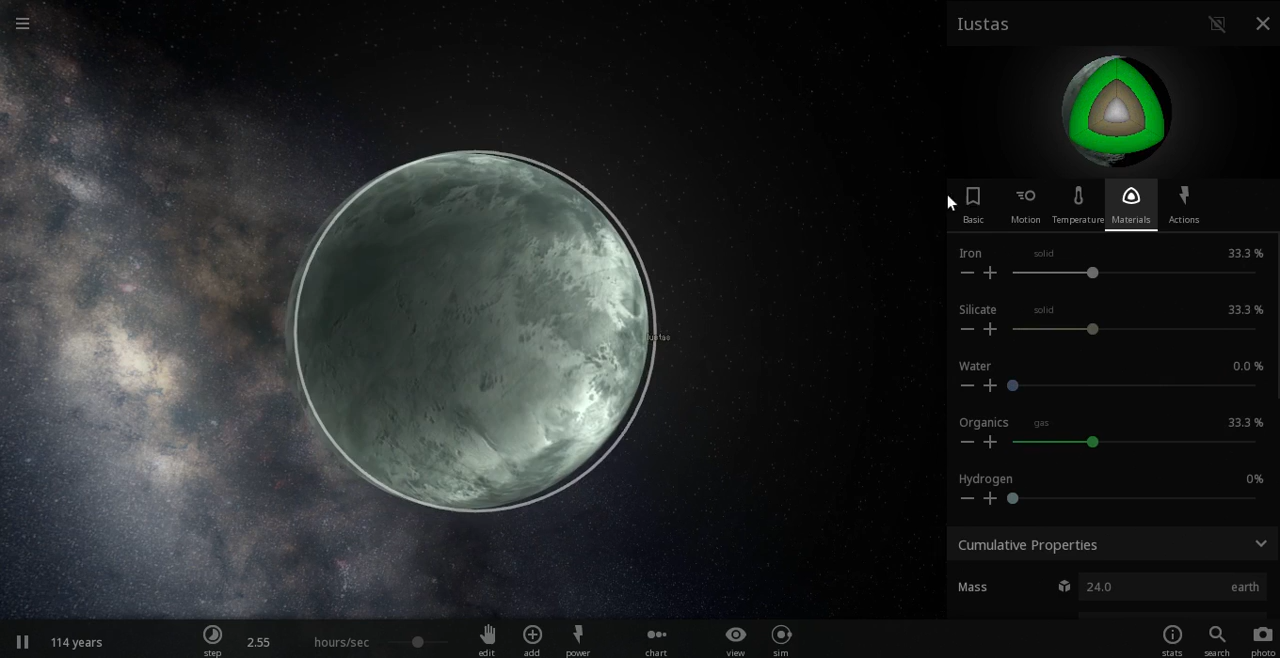 Iustas
Basic Motion Temperature Materials Actions
Iron solid 33.3 %
Silicate solid 33.3 %
Water 0.0 %
Organics gas 33.3 %
Hydrogen 0%
Cumulative Properties
Mass 24.0 earth
Iustas
114 years
step
2.55 hours/sec
edit add power chart view sim stats search photo